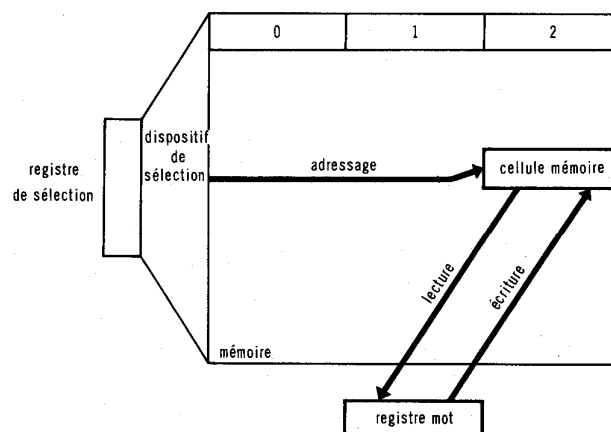 0 1 2
dispositif
de
sélection
registre
de sélection
adressage
cellule mémoire
lecture
écriture
mémoire
registre mot